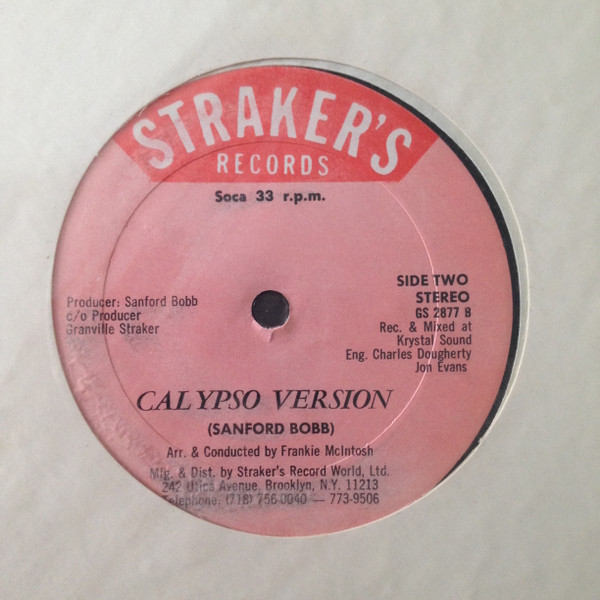 STRAKER'S
RECORDS
Soca 33 r.p.m.
SIDE TWO
STEREO
GS 2877 B
Rec. & Mixed at
Krystal Sound
Eng. Charles Dougherty
Jon Evans
Producer: Sanford Bobb
c/o Producer
Granville Straker
CALYPSO VERSION
(SANFORD BOBB)
Arr. & Conducted by Frankie McIntosh
Mfg. & Dist. by Straker's Record World, Ltd.
242 Utica Avenue, Brooklyn, N.Y. 11213
Telephone: (718) 756-0040 — 773-9506